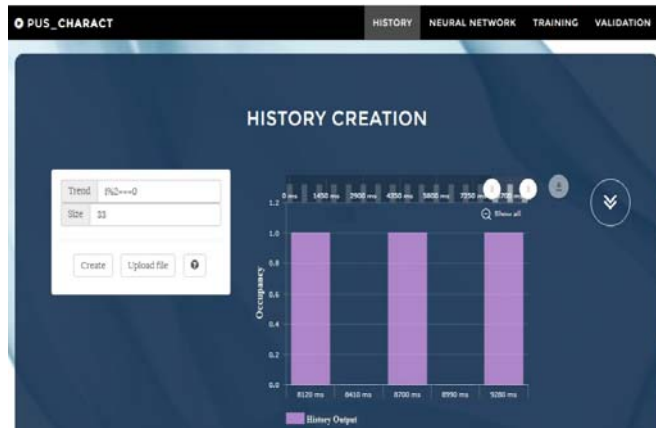 PUS_CHARACT
HISTORY
NEURAL NETWORK
TRAINING
VALIDATION
HISTORY CREATION
Trend t%2===0
Size 33
Create
Upload file
0 ms 1450 ms 2900 ms 4350 ms 5800 ms 7250
Show all
Occupancy
1.2
1.0
0.8
0.6
0.4
0.2
0.0
8120 ms 8410 ms 8700 ms 8990 ms 9280 ms
History Output